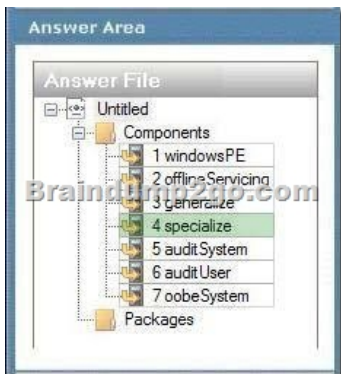 Answer Area
Answer File
Untitled
Components
1 windowsPE
2 offlineServicing
Braindump2go.com
3 generalize
4 specialize
5 auditSystem
6 auditUser
7 oobeSystem
Packages